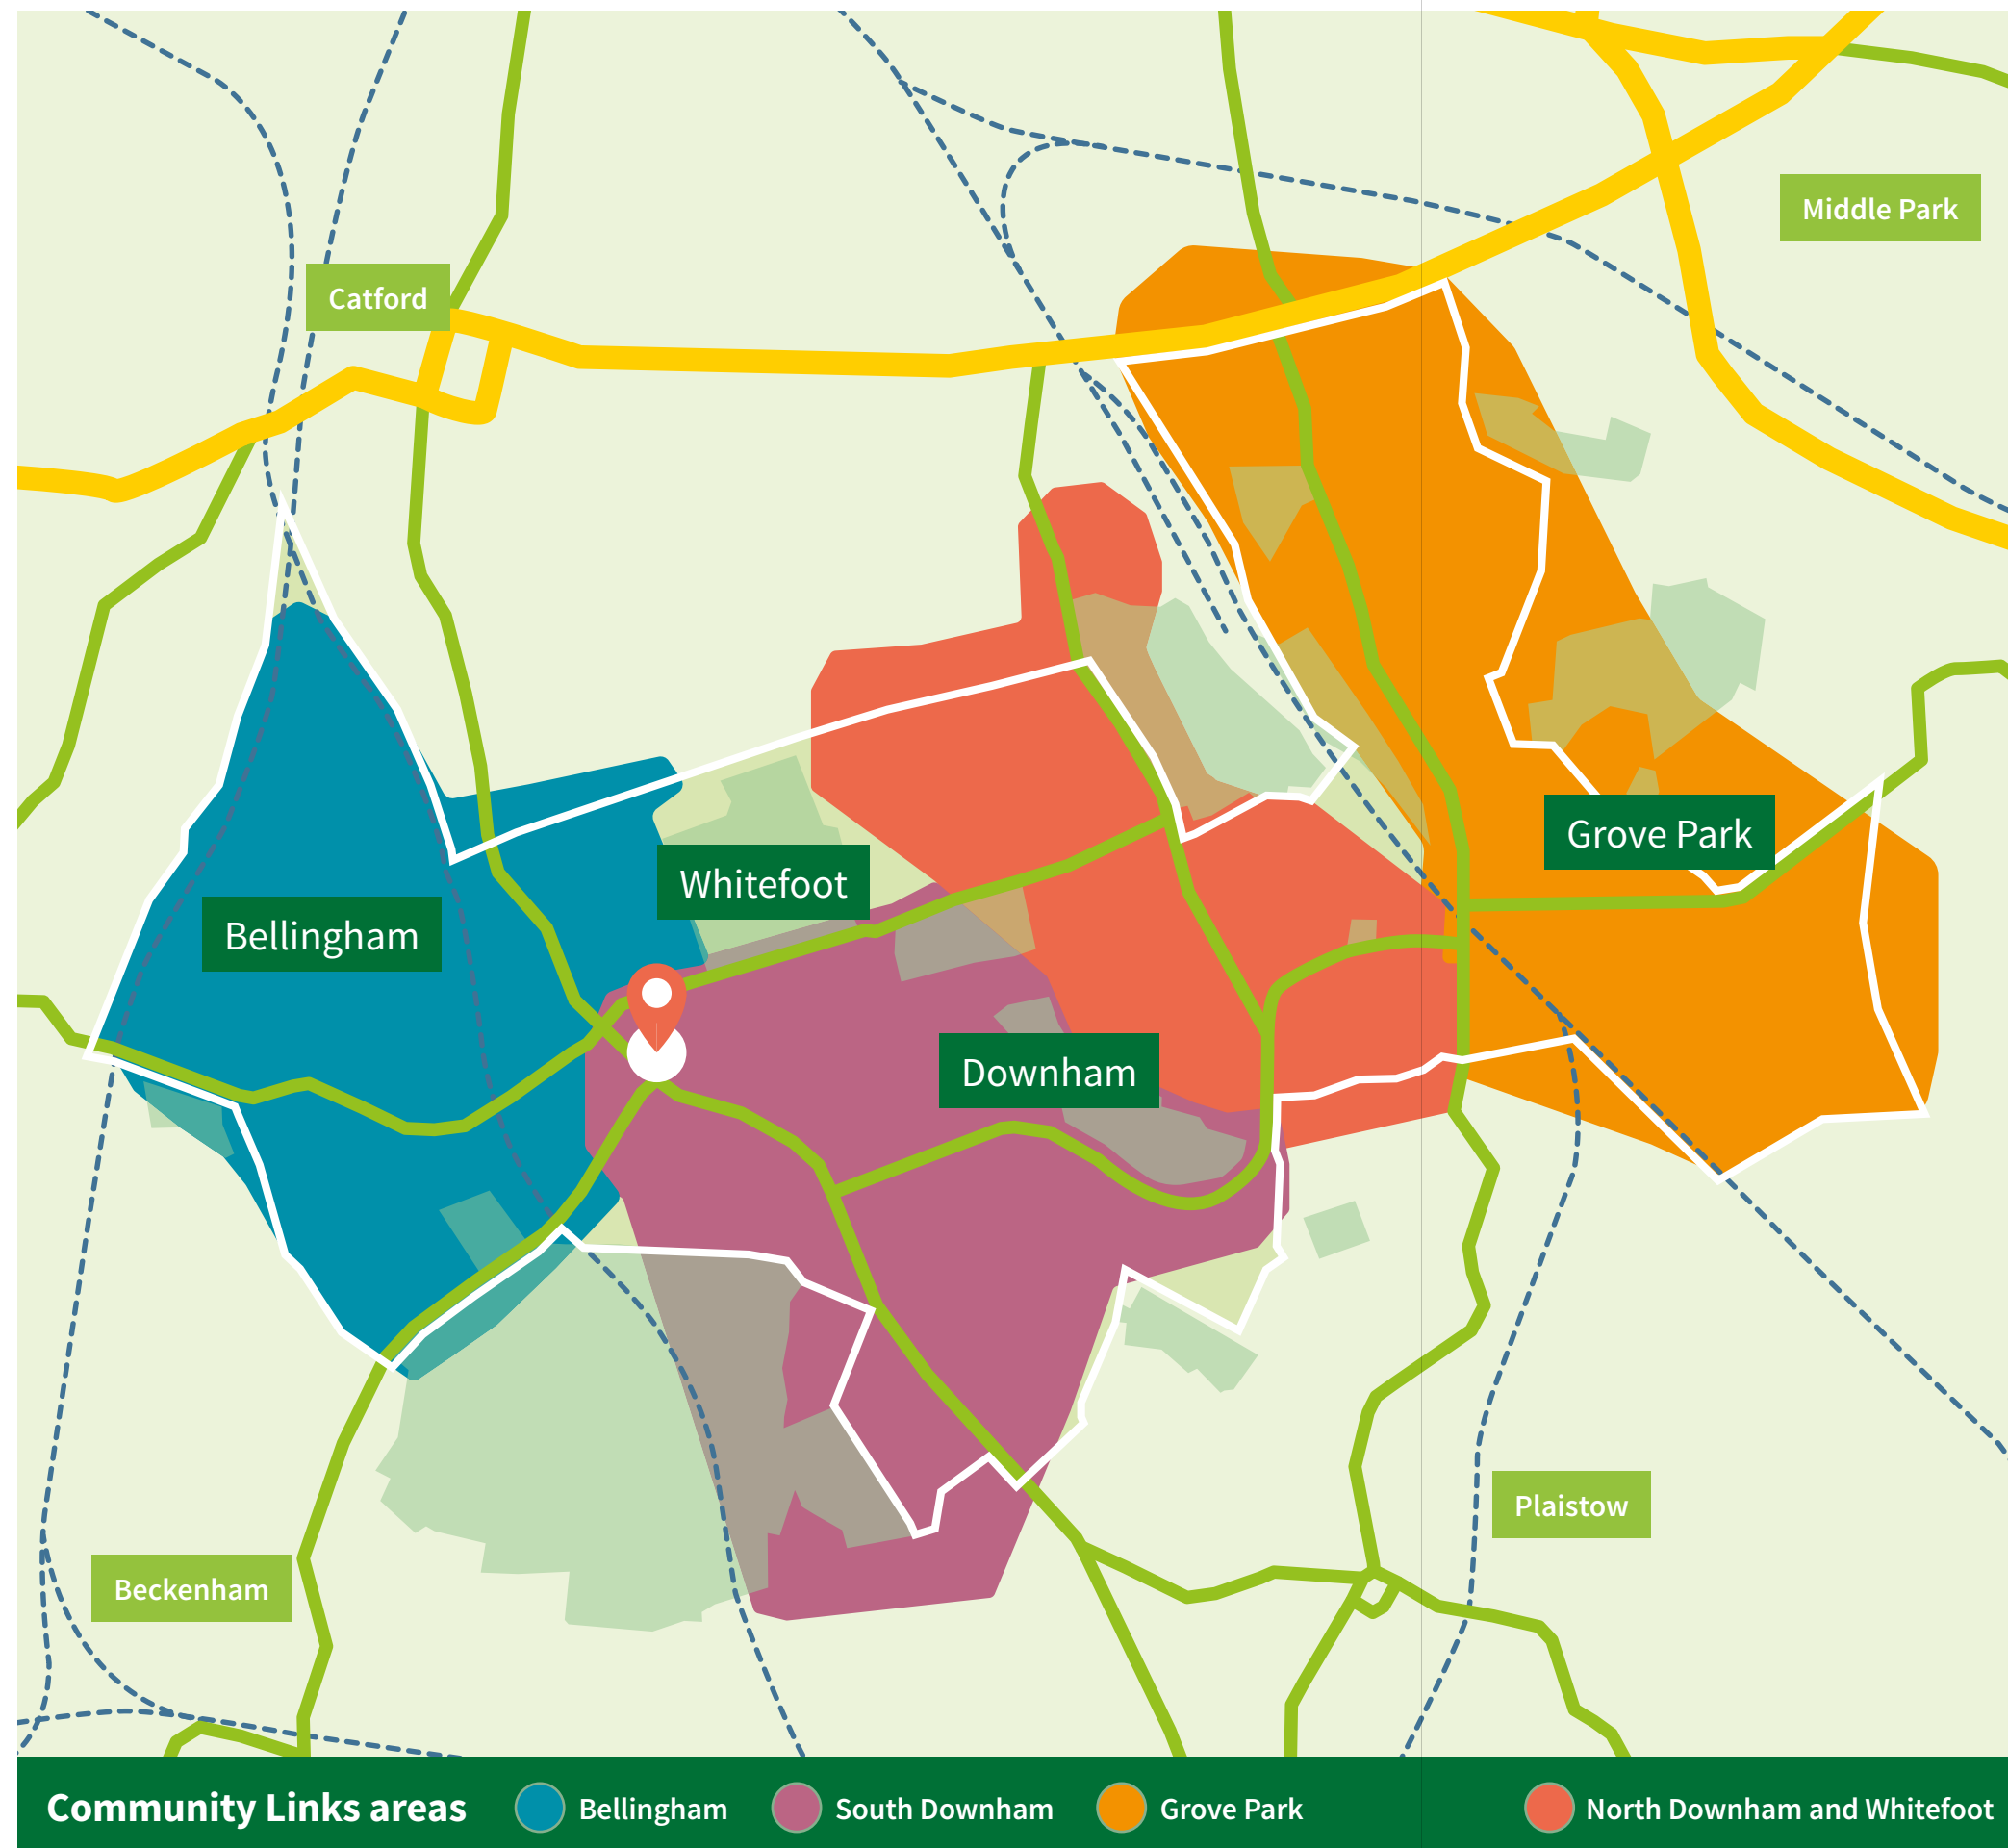 Middle Park
Catford
Grove Park
Whitefoot
Bellingham
Downham
Plaistow
Beckenham
Community Links areas
Bellingham
South Downham
Grove Park
North Downham and Whitefoot